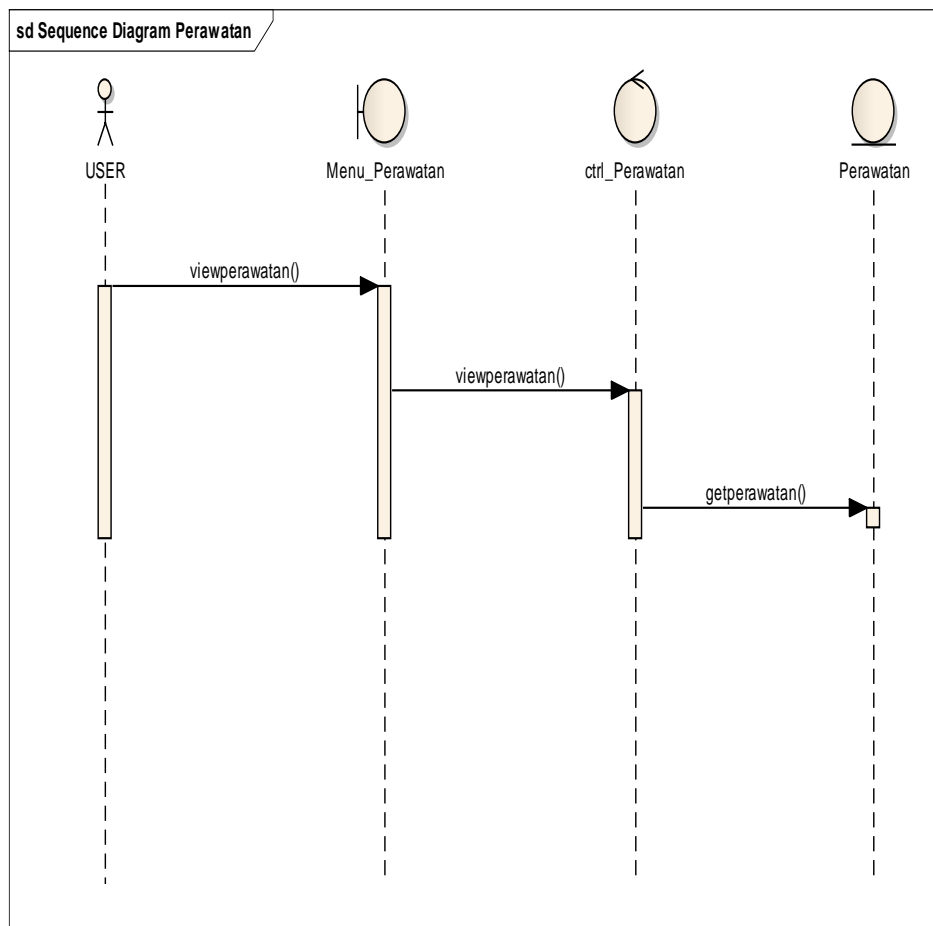 sd Sequence Diagram Perawatan
USER
Menu_Perawatan
ctrl_Perawatan
Perawatan
viewperawatan()
viewperawatan()
getperawatan()